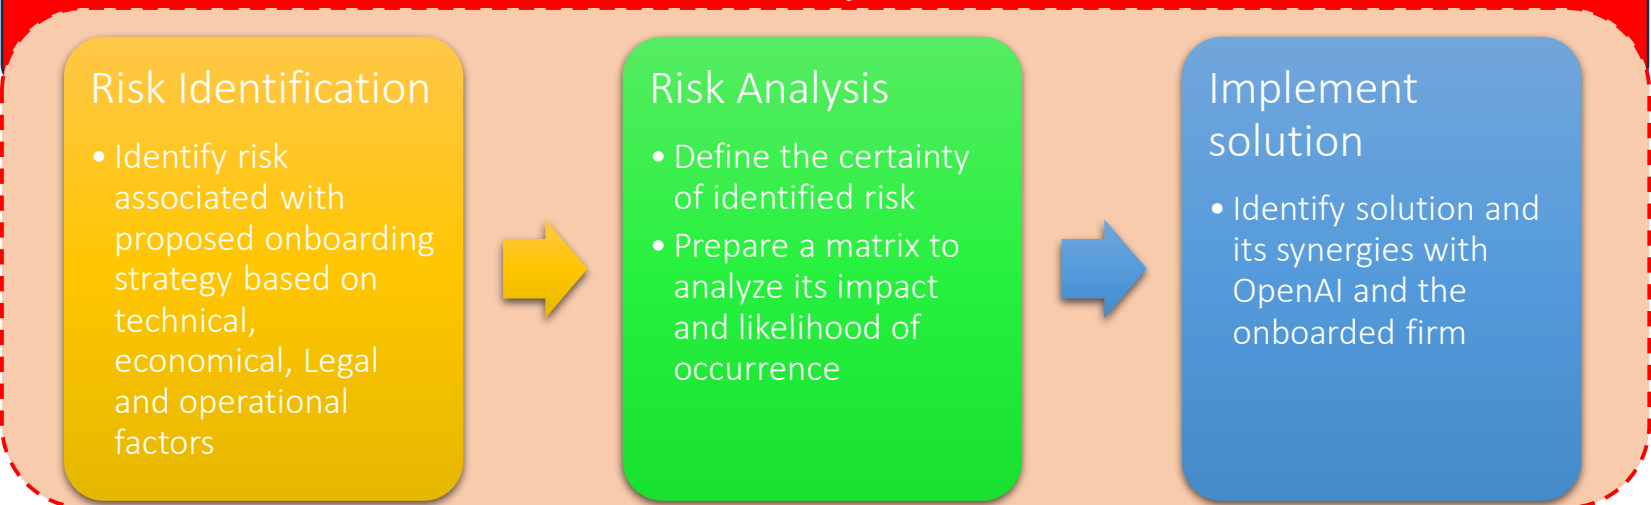 Risk Identification
• Identify risk
associated with
proposed onboarding
strategy based on
technical,
economical, Legal
and operational
factors
Risk Analysis
• Define the certainty
of identified risk
• Prepare a matrix to
analyze its impact
and likelihood of
occurrence
Implement
solution
• Identify solution and
its synergies with
OpenAI and the
onboarded firm